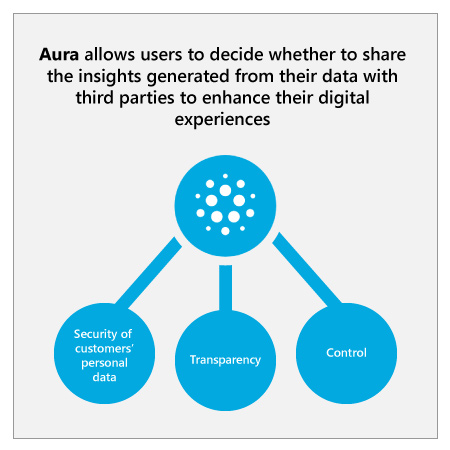 Aura allows users to decide whether to share
the insights generated from their data with
third parties to enhance their digital
experiences
Security of
customers’
personal
data
Transparency
Control